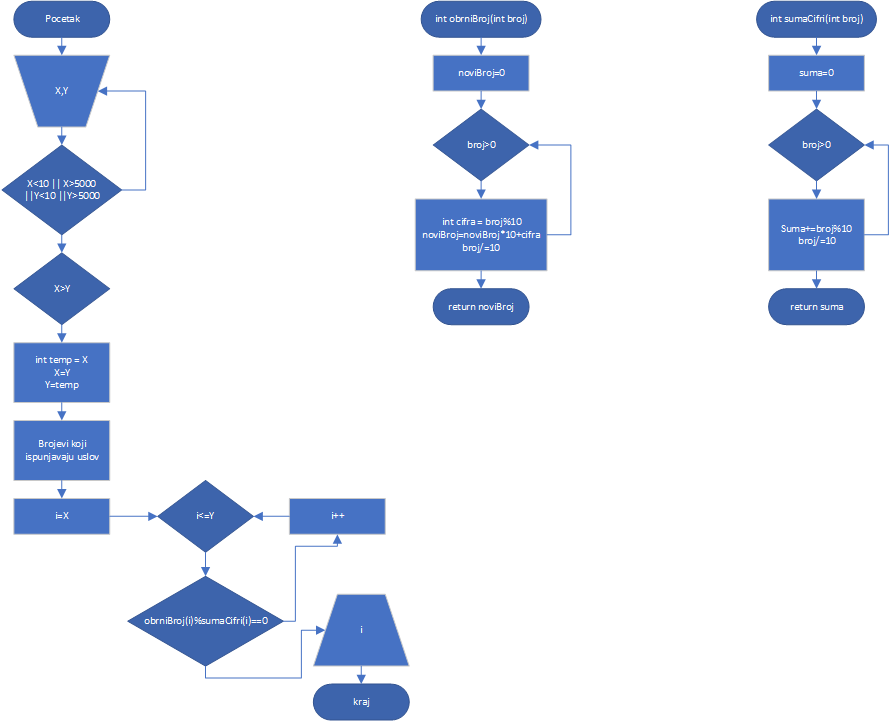 Pocetak
X,Y
X<10 || X>5000
||Y<10 ||Y>5000
X>Y
int temp = X
X=Y
Y=temp
Brojevi koji
ispunjavaju uslov
i=X
i<=Y
i++
obrniBroj(i)%sumaCifri(i)==0
i
kraj
int obrniBroj(int broj)
noviBroj=0
broj>0
int cifra = broj%10
noviBroj=noviBroj*10+cifra
broj/=10
return noviBroj
int sumaCifri(int broj)
suma=0
broj>0
Suma+=broj%10
broj/=10
return suma